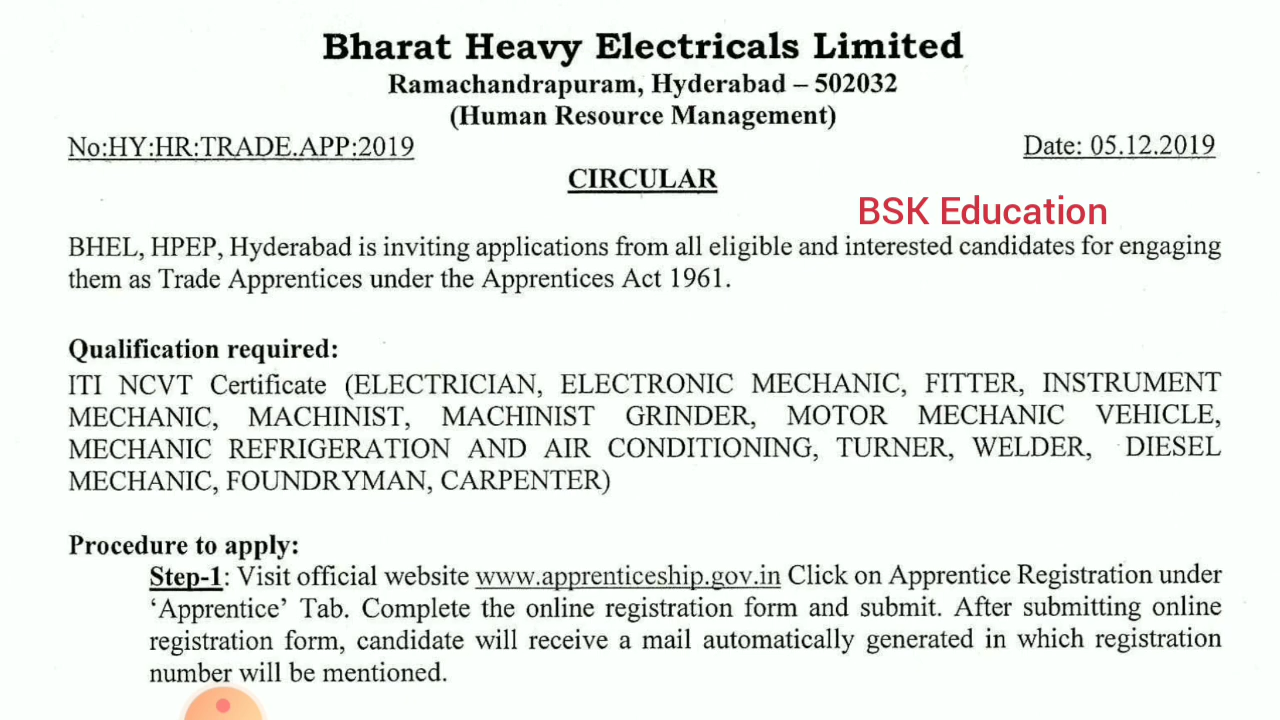 Bharat Heavy Electricals Limited
Ramachandrapuram, Hyderabad – 502032
(Human Resource Management)
No:HY:HR:TRADE.APP:2019 Date: 05.12.2019
CIRCULAR
BSK Education
BHEL, HPEP, Hyderabad is inviting applications from all eligible and interested candidates for engaging
them as Trade Apprentices under the Apprentices Act 1961.
Qualification required:
ITI NCVT Certificate (ELECTRICIAN, ELECTRONIC MECHANIC, FITTER, INSTRUMENT
MECHANIC, MACHINIST, MACHINIST GRINDER, MOTOR MECHANIC VEHICLE,
MECHANIC REFRIGERATION AND AIR CONDITIONING, TURNER, WELDER, DIESEL
MECHANIC, FOUNDRYMAN, CARPENTER)
Procedure to apply:
Step-1: Visit official website www.apprenticeship.gov.in Click on Apprentice Registration under
‘Apprentice’ Tab. Complete the online registration form and submit. After submitting online
registration form, candidate will receive a mail automatically generated in which registration
number will be mentioned.